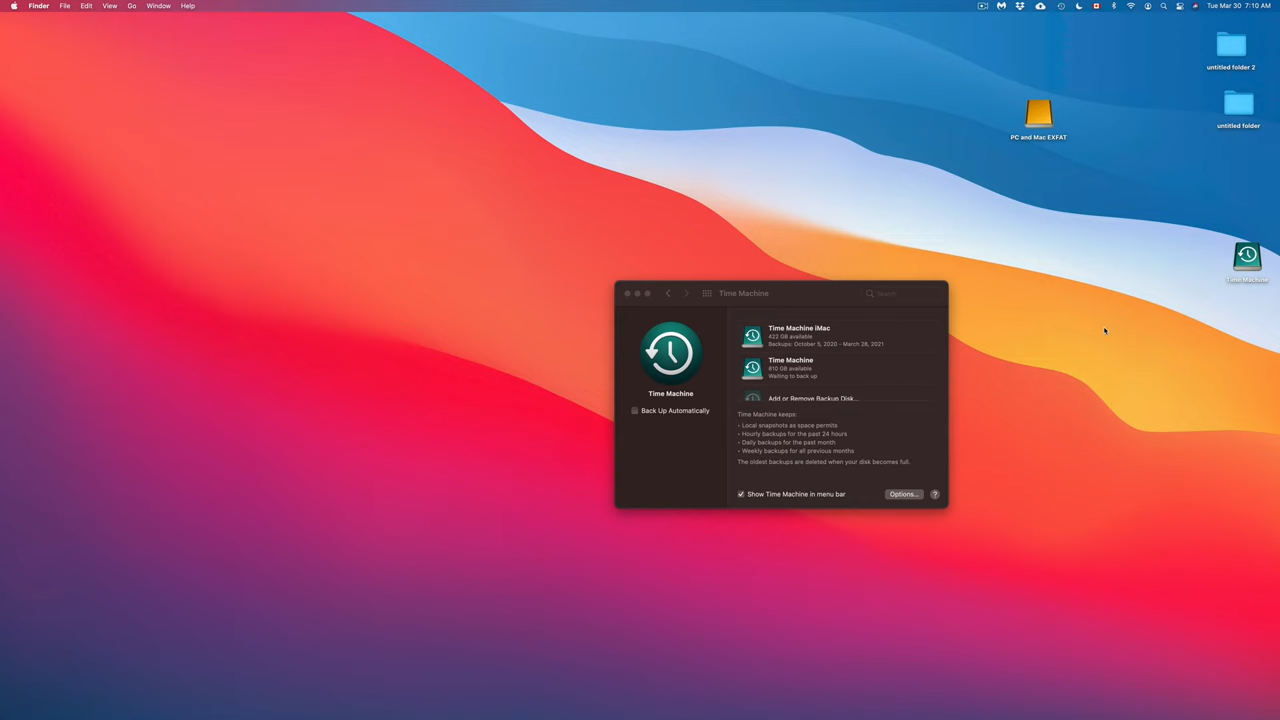 Finder File Edit View Go Window Help
Tue Mar 30 7:10 AM
untitled folder 2
untitled folder
PC and Mac EXFAT
Time Machine
Time Machine
Search
Time Machine
Back Up Automatically
Time Machine iMac
422 GB available
Backups: October 5, 2020 - March 28, 2021
Time Machine
810 GB available
Waiting to back up
Add or Remove Backup Disk...
Time Machine keeps:
• Local snapshots as space permits
• Hourly backups for the past 24 hours
• Daily backups for the past month
• Weekly backups for all previous months
The oldest backups are deleted when your disk becomes full.
Show Time Machine in menu bar
Options...
?